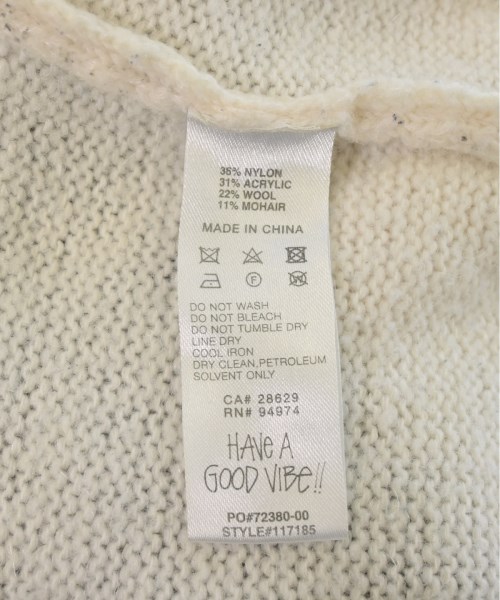 36% NYLON
31% ACRYLIC
22% WOOL
11% MOHAIR
MADE IN CHINA
F
W
DO NOT WASH
DO NOT BLEACH
DO NOT TUMBLE DRY
LINE DRY
COOL IRON
DRY CLEAN,PETROLEUM
SOLVENT ONLY
CA# 28629
RN# 94974
HAVE A
GOOD VIBE!!
PO#72380-00
STYLE#117185